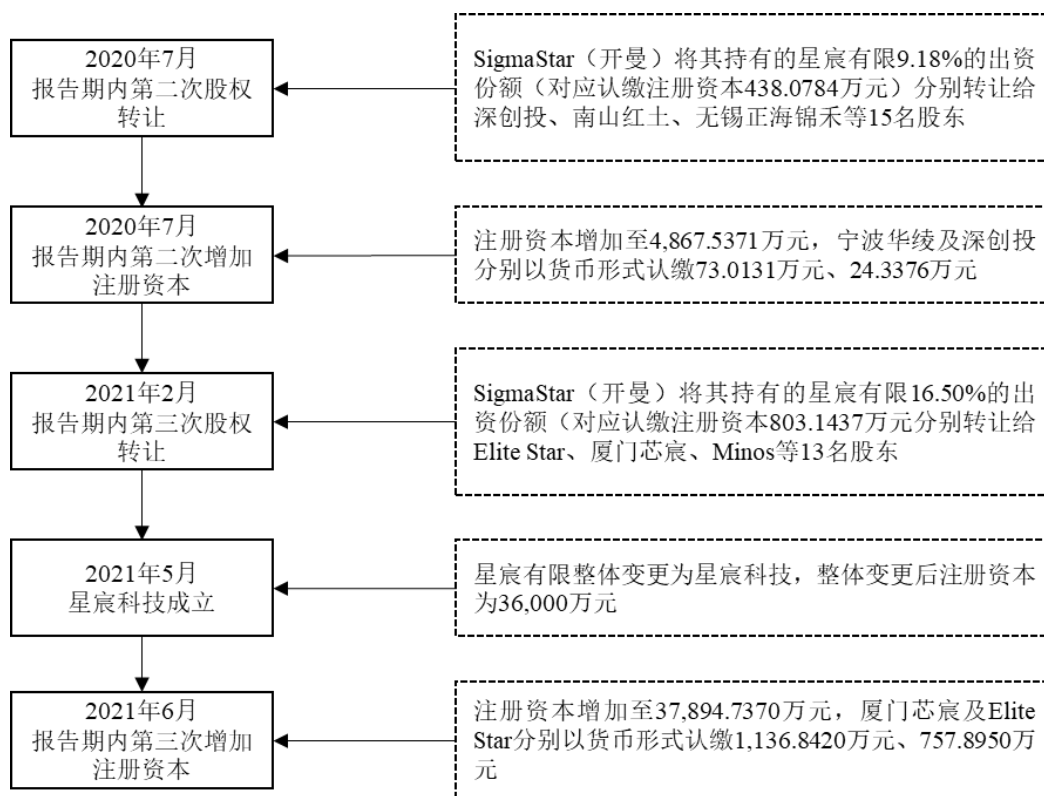 2020年7月
报告期内第二次股权
转让
SigmaStar（开曼）将其持有的星宸有限9.18%的出资
份额（对应认缴注册资本438.0784万元）分别转让给
深创投、南山红土、无锡正海锦禾等15名股东
2020年7月
报告期内第二次增加
注册资本
注册资本增加至4,867.5371万元，宁波华绫及深创投
分别以货币形式认缴73.0131万元、24.3376万元
2021年2月
报告期内第三次股权
转让
SigmaStar（开曼）将其持有的星宸有限16.50%的出
资份额（对应认缴注册资本803.1437万元分别转让给
Elite Star、厦门芯宸、Minos等13名股东
2021年5月
星宸科技成立
星宸有限整体变更为星宸科技，整体变更后注册资本
为36,000万元
2021年6月
报告期内第三次增加
注册资本
注册资本增加至37,894.7370万元，厦门芯宸及Elite
Star分别以货币形式认缴1,136.8420万元、757.8950万
元